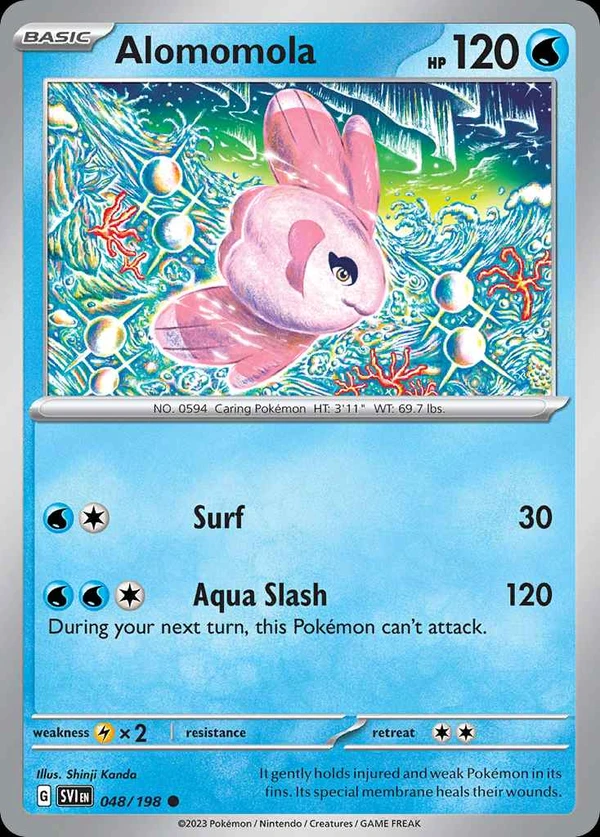 BASIC
Alomomola
HP 120
NO. 0594 Caring Pokémon HT: 3'11" WT: 69.7 lbs.
Surf 30
Aqua Slash 120
During your next turn, this Pokémon can't attack.
weakness ×2 resistance retreat
Illus. Shinji Kanda
It gently holds injured and weak Pokémon in its
fins. Its special membrane heals their wounds.
G SVI EN 048/198
©2023 Pokémon / Nintendo / Creatures / GAME FREAK